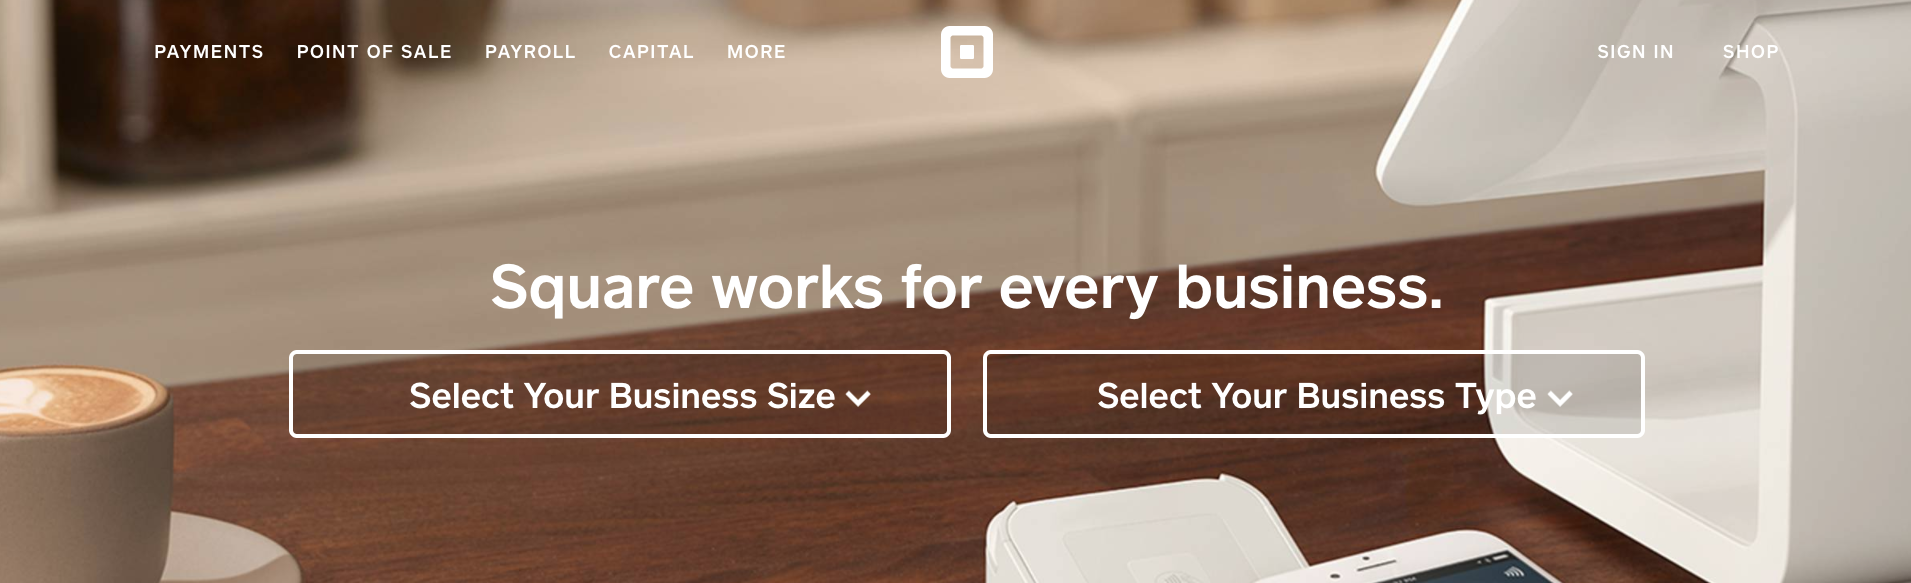 PAYMENTS POINT OF SALE PAYROLL CAPITAL MORE SIGN IN SHOP
Square works for every business.
Select Your Business Size
Select Your Business Type